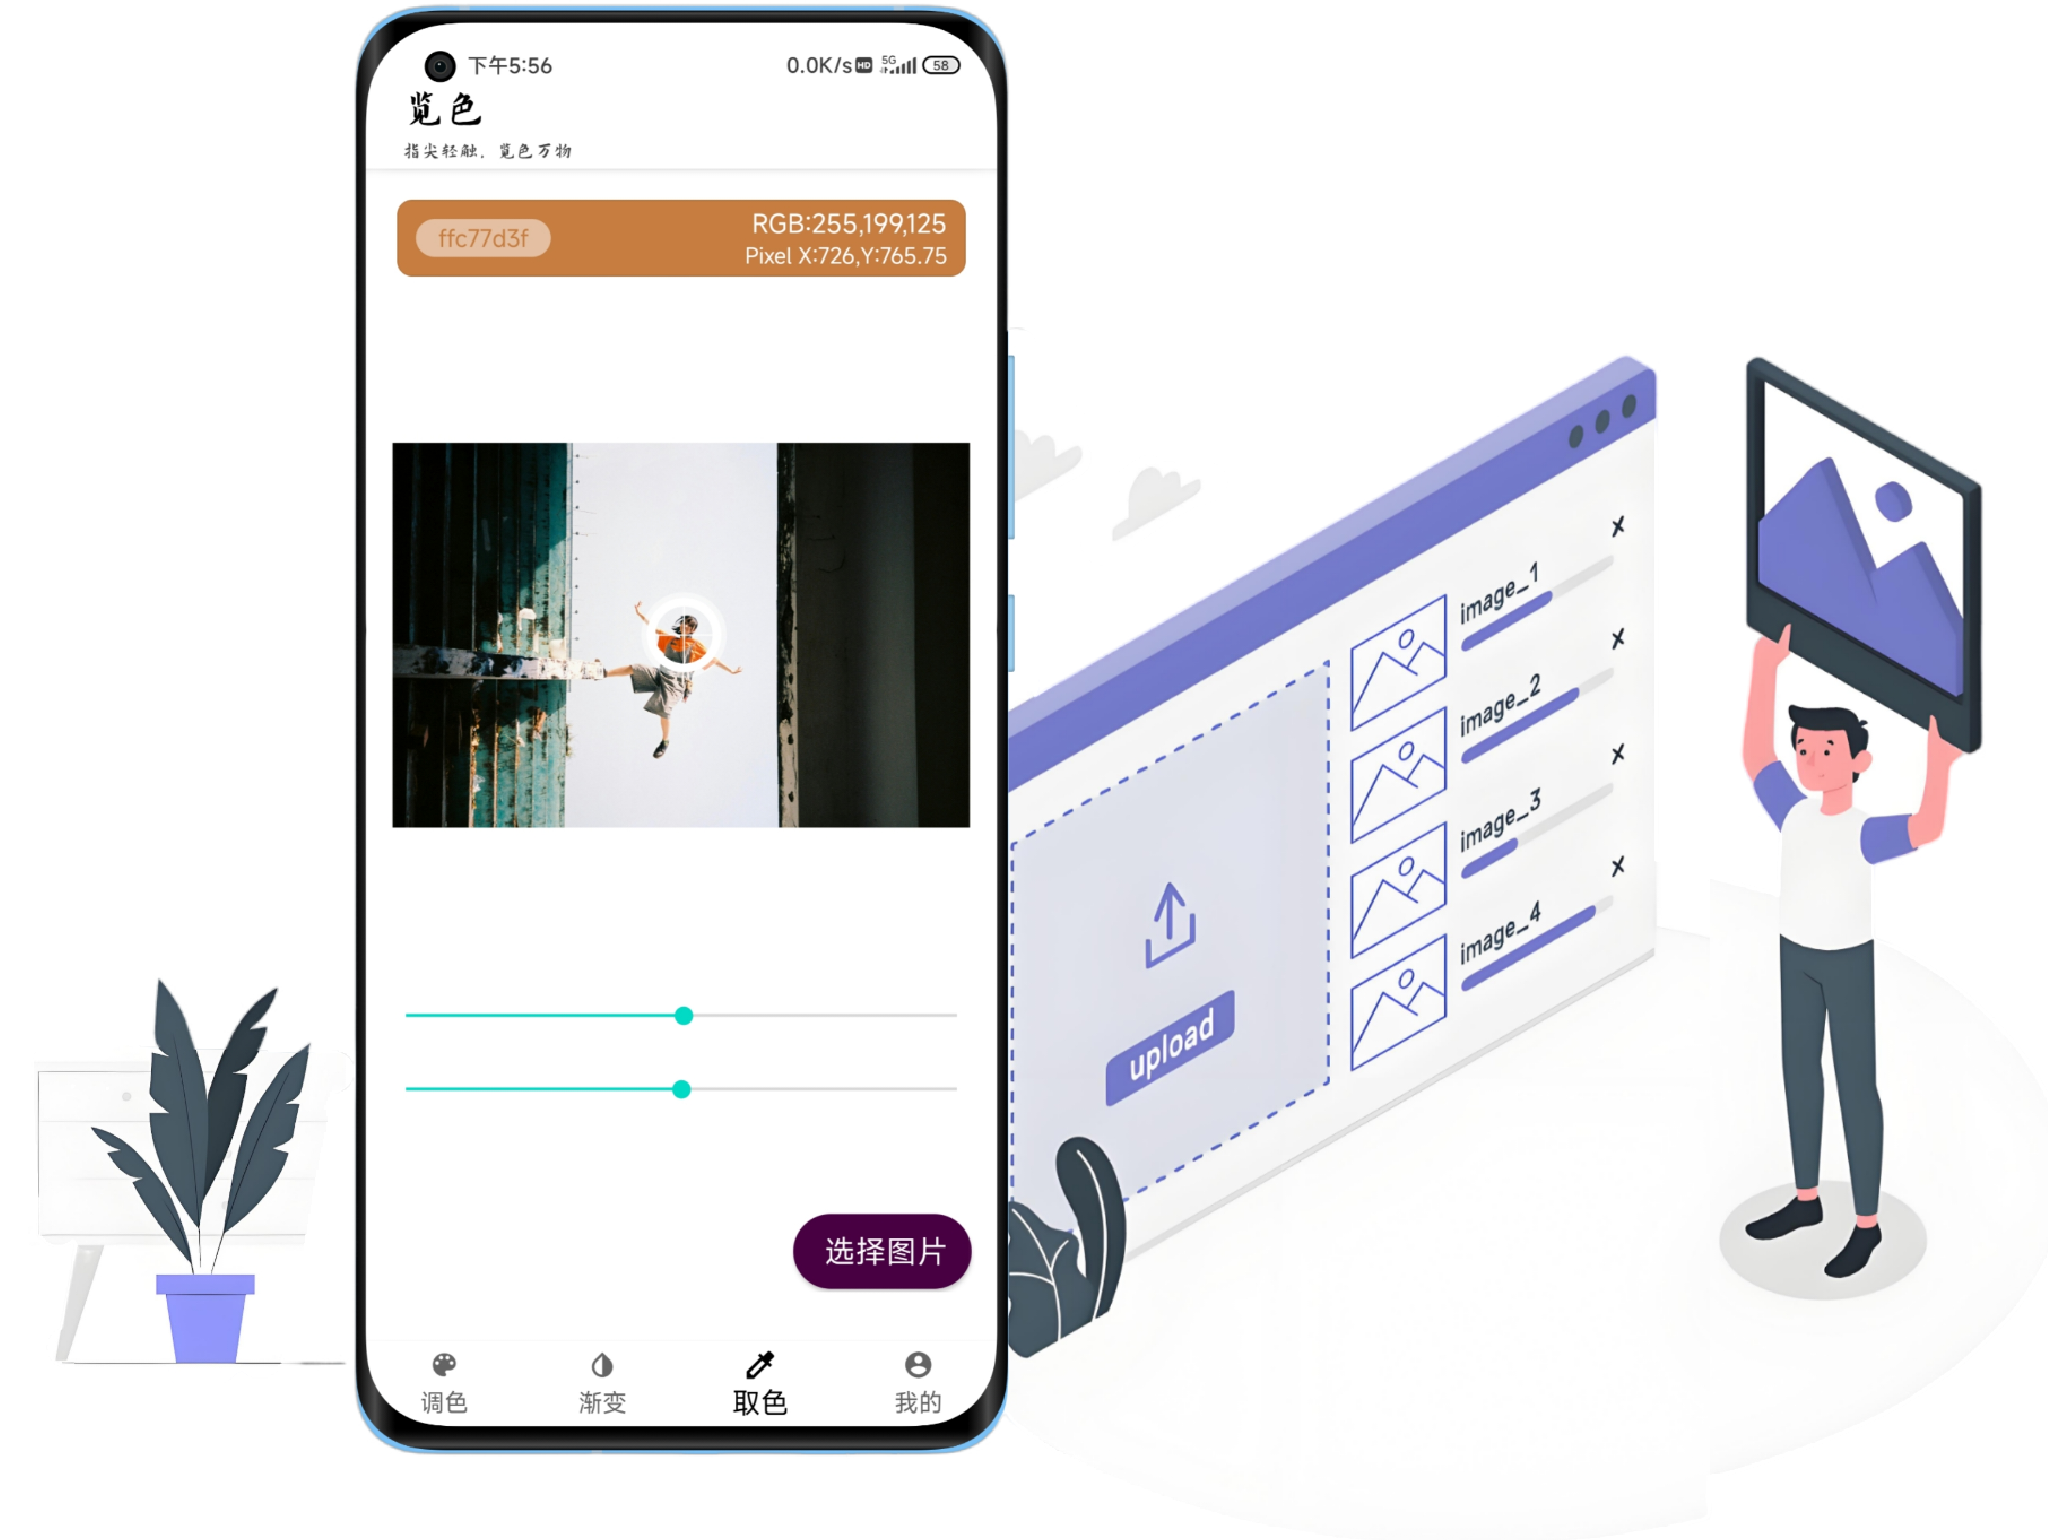 下午5:56
0.0K/s HD 5G 58
览色
指尖轻触，览色万物
ffc77d3f
RGB:255,199,125
Pixel X:726,Y:765.75
image_1
image_2
image_3
image_4
upload
选择图片
调色
渐变
取色
我的